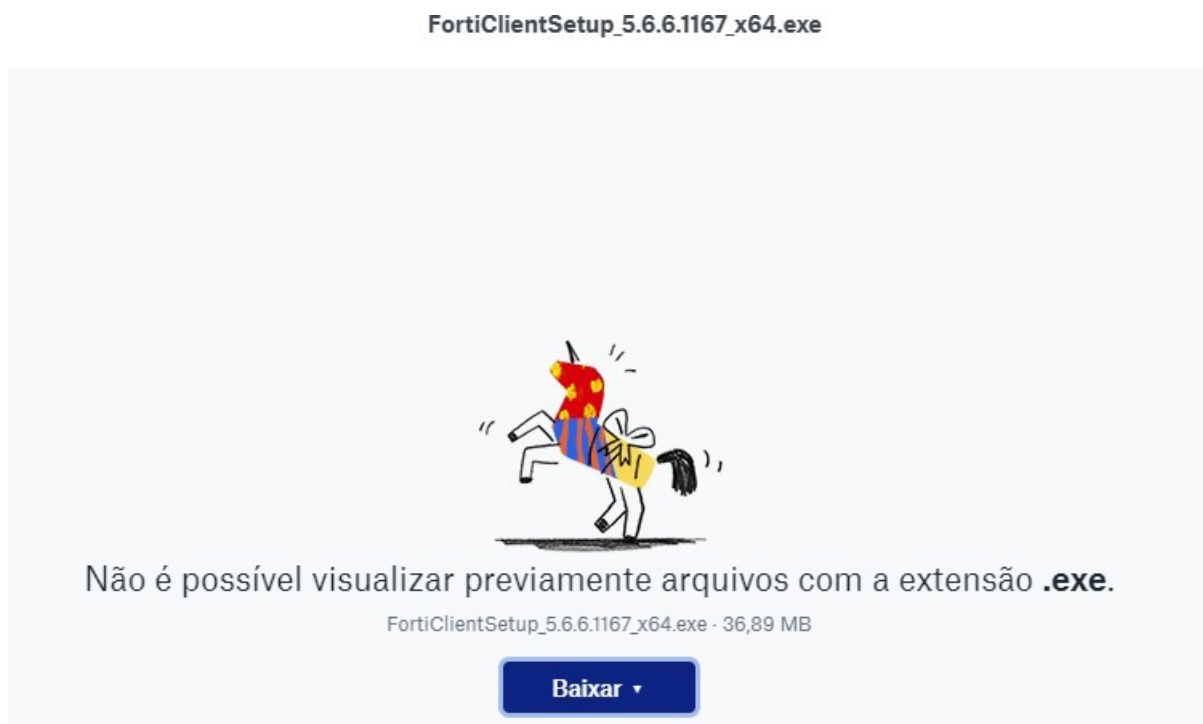 FortiClientSetup_5.6.6.1167_x64.exe
Não é possível visualizar previamente arquivos com a extensão .exe.
FortiClientSetup_5.6.6.1167_x64.exe · 36,89 MB
Baixar ▾